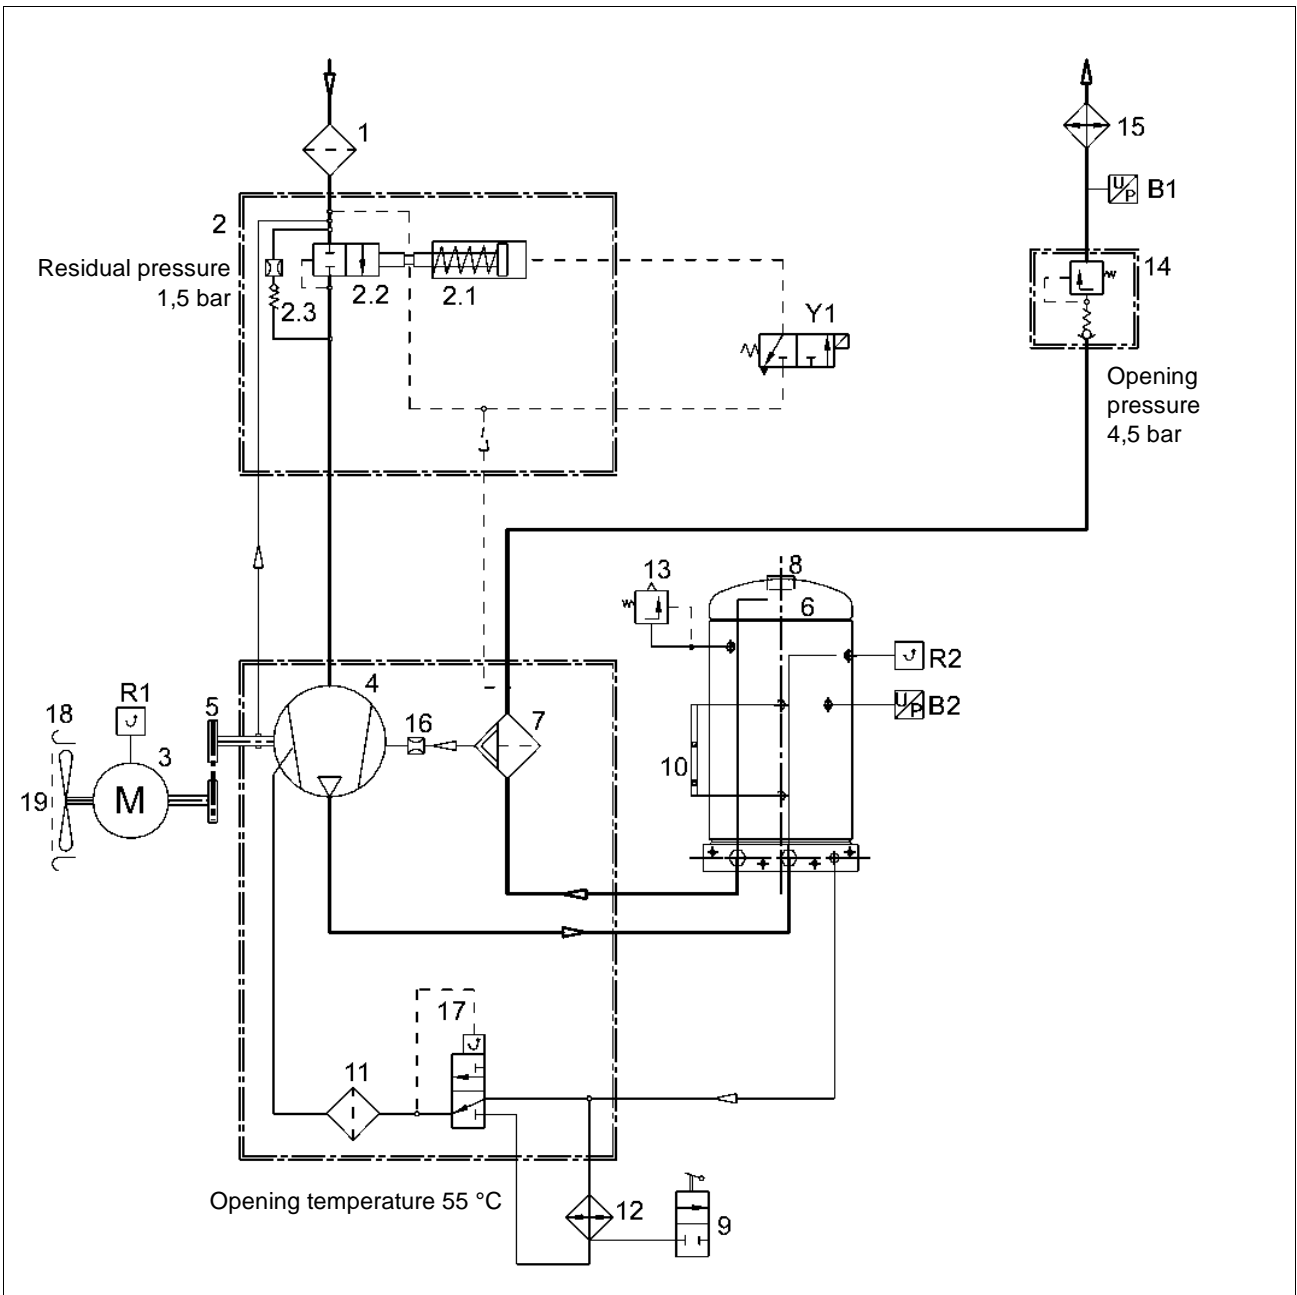 1
15
U/P B1
2
Residual pressure
1,5 bar
2.2
2.1
2.3
14
Y1
Opening
pressure
4,5 bar
13
8
6
R2
U/P B2
R1
18
5
4
16
7
3
19
M
10
17
11
Opening temperature 55 °C
12
9